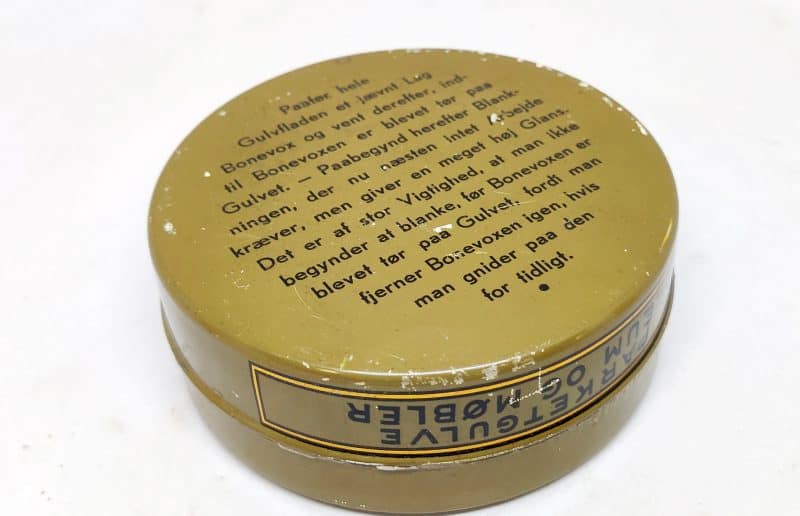 Paafør hele
Gulvfladen et jævnt Lag
Bonevox og vent derefter, ind-
til Bonevoxen er blevet tør paa
Gulvet. — Paabegynd herefter Blank-
ningen, der nu næsten intet Arbejde
kræver, men giver en meget høj Glans.
Det er af stor Vigtighed, at man ikke
begynder at blanke, før Bonevoxen er
blevet tør paa Gulvet, fordi man
fjerner Bonevoxen igen, hvis
man gnider paa den
for tidligt.
PARKETGULVE
EUM OG MØBLER